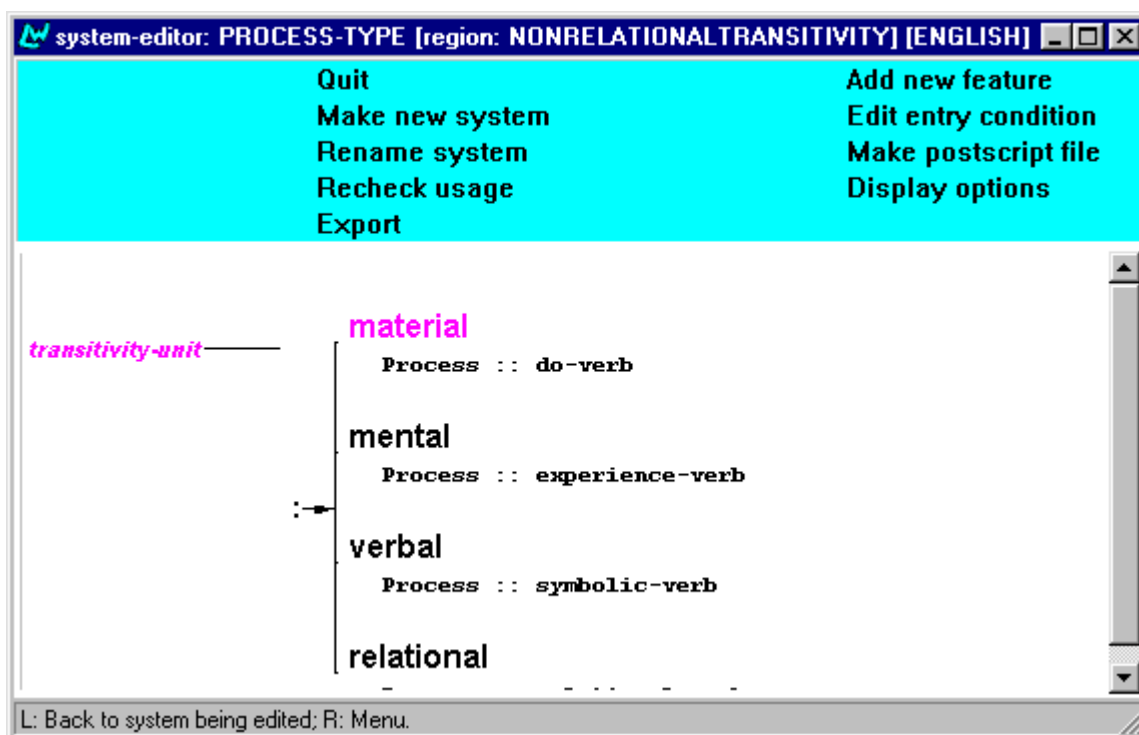 system-editor: PROCESS-TYPE [region: NONRELATIONALTRANSITIVITY] [ENGLISH]
Quit Add new feature
Make new system Edit entry condition
Rename system Make postscript file
Recheck usage Display options
Export
material
transitivity-unit
Process :: do-verb
mental
Process :: experience-verb
:
verbal
Process :: symbolic-verb
relational
L: Back to system being edited; R: Menu.